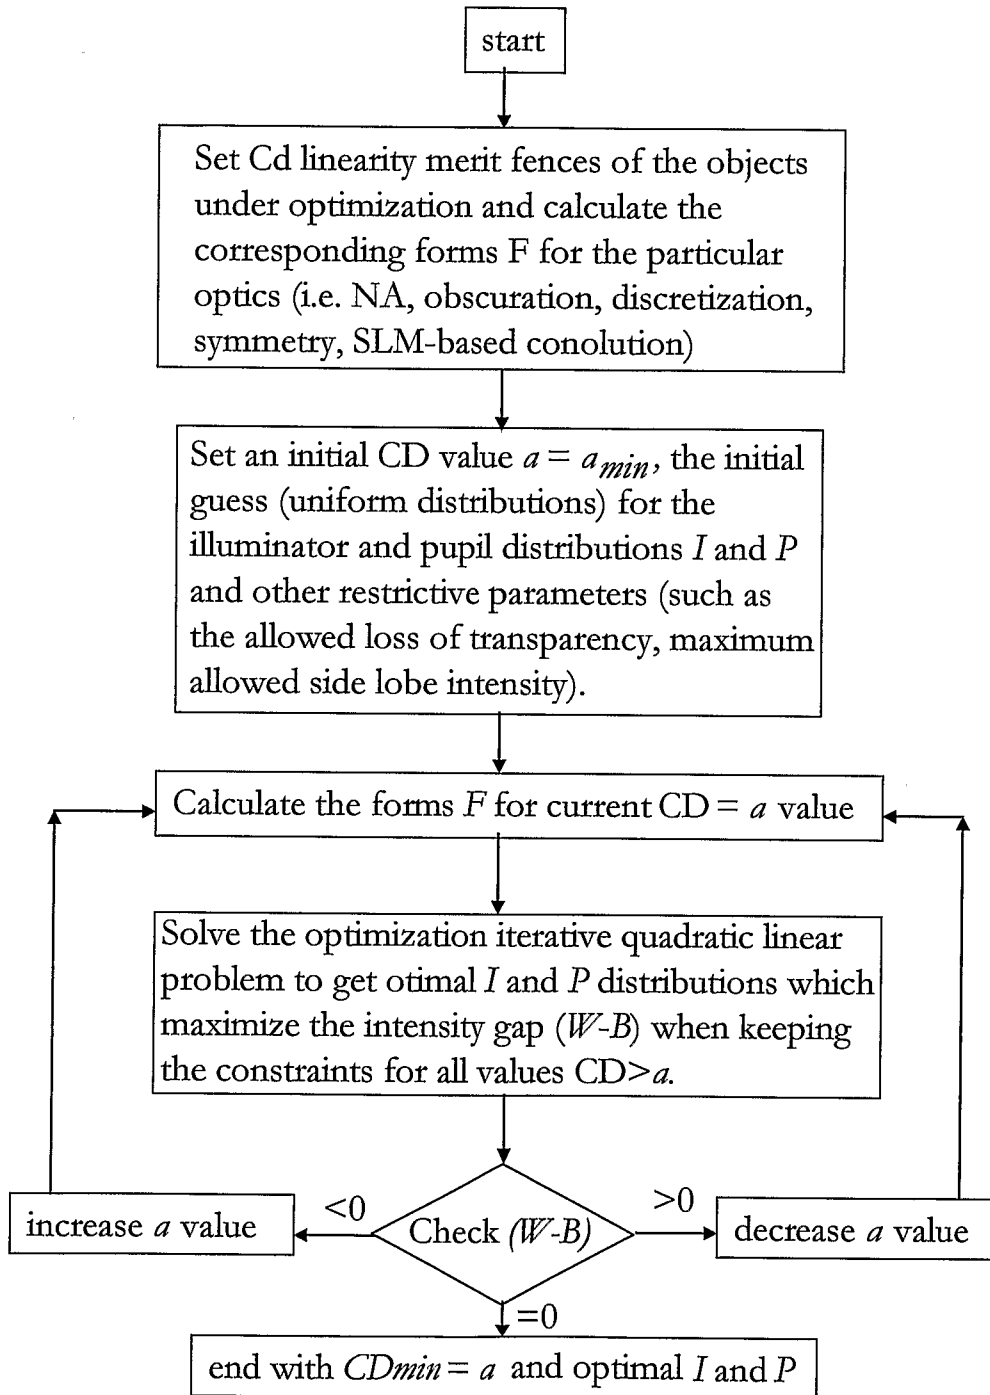 start
Set Cd linearity merit fences of the objects
under optimization and calculate the
corresponding forms F for the particular
optics (i.e. NA, obscuration, discretization,
symmetry, SLM-based conolution)
Set an initial CD value a = amin, the initial
guess (uniform distributions) for the
illuminator and pupil distributions I and P
and other restrictive parameters (such as
the allowed loss of transparency, maximum
allowed side lobe intensity).
Calculate the forms F for current CD = a value
Solve the optimization iterative quadratic linear
problem to get otimal I and P distributions which
maximize the intensity gap (W-B) when keeping
the constraints for all values CD>a.
<0
>0
increase a value
Check (W-B)
decrease a value
=0
end with CDmin = a and optimal I and P